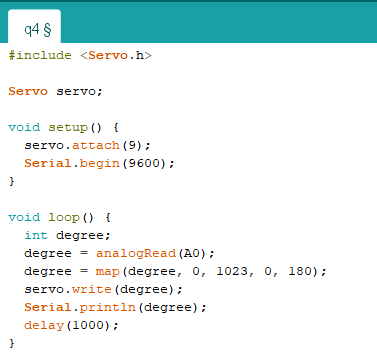 q4 §
#include <Servo.h>
Servo servo;
void setup() {
servo.attach(9);
Serial.begin(9600);
}
void loop() {
int degree;
degree = analogRead(A0);
degree = map(degree, 0, 1023, 0, 180);
servo.write(degree);
Serial.println(degree);
delay(1000);
}